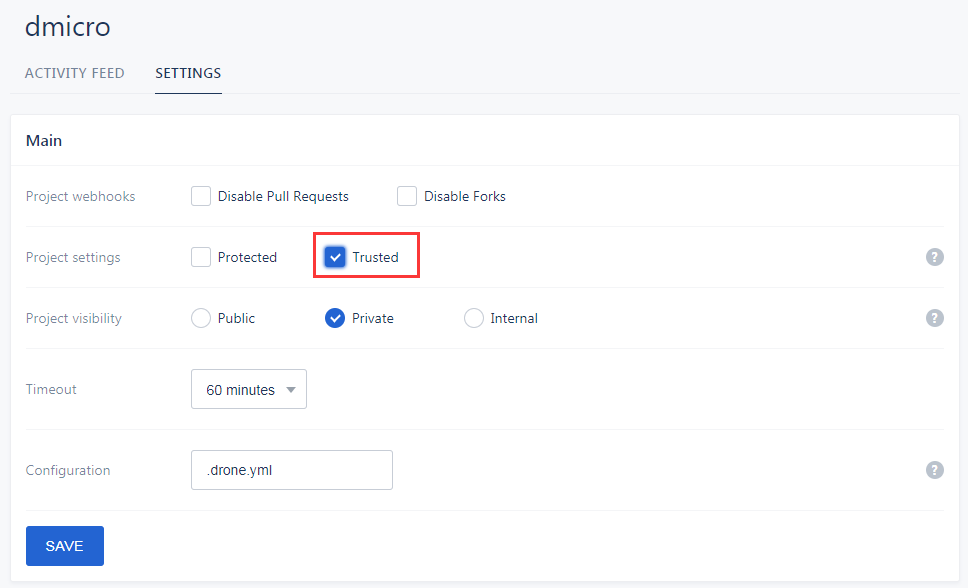 dmicro
ACTIVITY FEED SETTINGS
Main
Project webhooks Disable Pull Requests Disable Forks
Project settings Protected Trusted ?
Project visibility Public Private Internal ?
Timeout 60 minutes
Configuration .drone.yml ?
SAVE